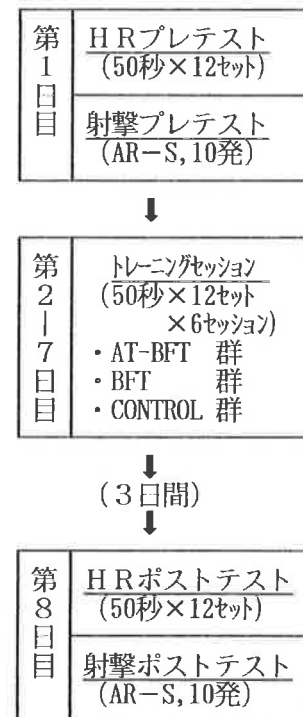 第1日目
HRプレテスト
(50秒×12セット)
射撃プレテスト
(AR-S,10発)
⬇
第2-7日目
トレーニングセッション
(50秒×12セット
×6セッション)
・AT-BFT 群
・BFT 群
・CONTROL 群
⬇
(3日間)
⬇
第8日目
HRポストテスト
(50秒×12セット)
射撃ポストテスト
(AR-S,10発)